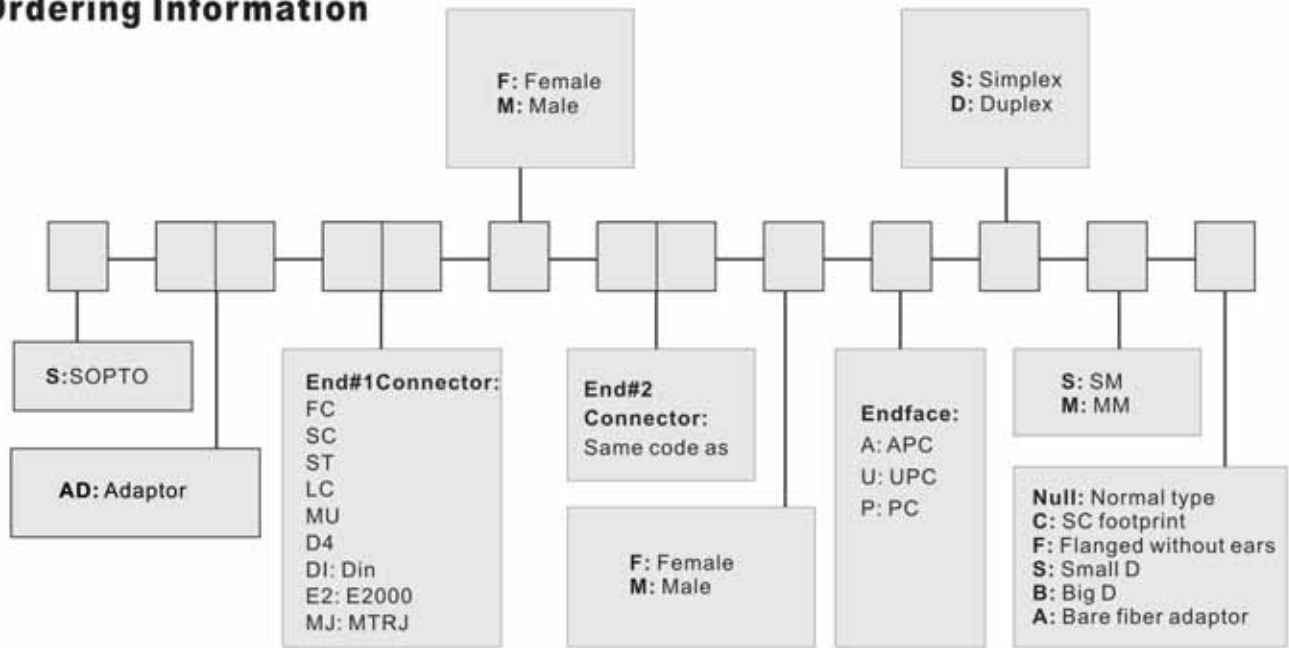 Ordering Information
F: Female
M: Male
S: Simplex
D: Duplex
S:SOPTO
AD: Adaptor
End#1Connector:
FC
SC
ST
LC
MU
D4
DI: Din
E2: E2000
MJ: MTRJ
End#2
Connector:
Same code as
F: Female
M: Male
Endface:
A: APC
U: UPC
P: PC
S: SM
M: MM
Null: Normal type
C: SC footprint
F: Flanged without ears
S: Small D
B: Big D
A: Bare fiber adaptor